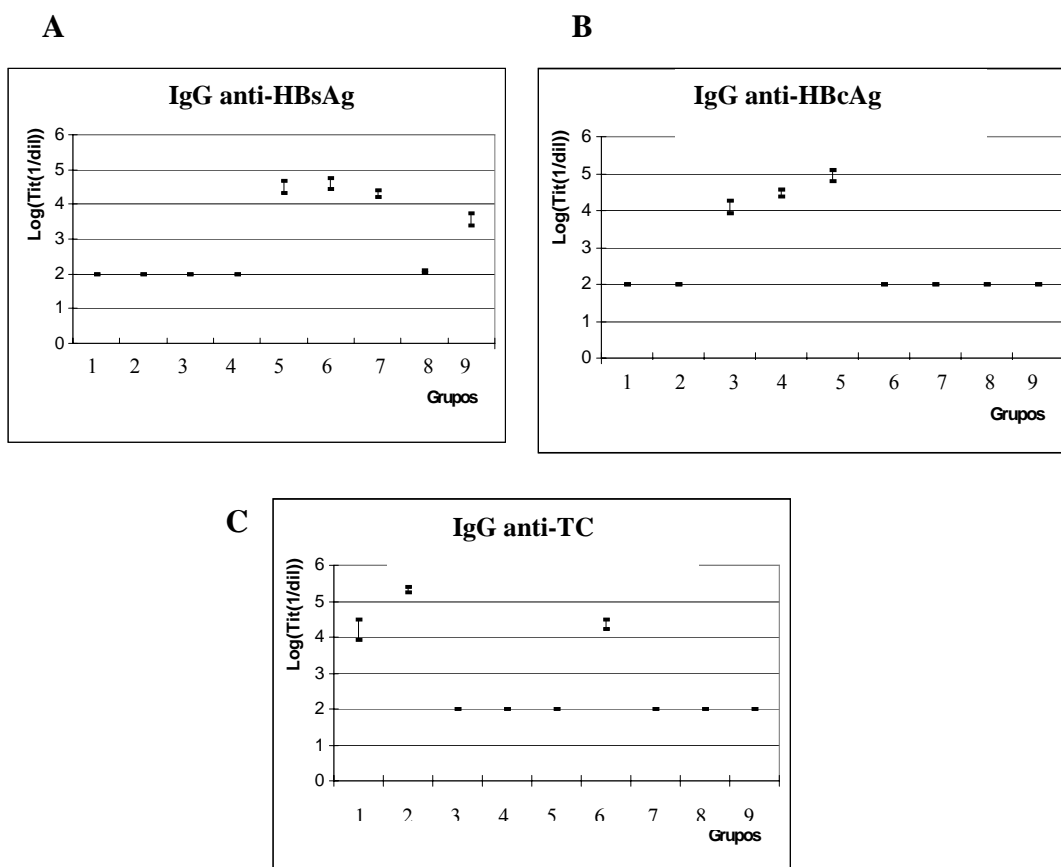 A
B
IgG anti-HBsAg
Log(Tit(1/dil))
6
5
4
3
2
1
0
1 2 3 4 5 6 7 8 9
Grupos
IgG anti-HBcAg
Log(Tit(1/dil))
6
5
4
3
2
1
0
1 2 3 4 5 6 7 8 9
Grupos
C
IgG anti-TC
Log(Tit(1/dil))
6
5
4
3
2
1
0
1 2 3 4 5 6 7 8 9
Grupos